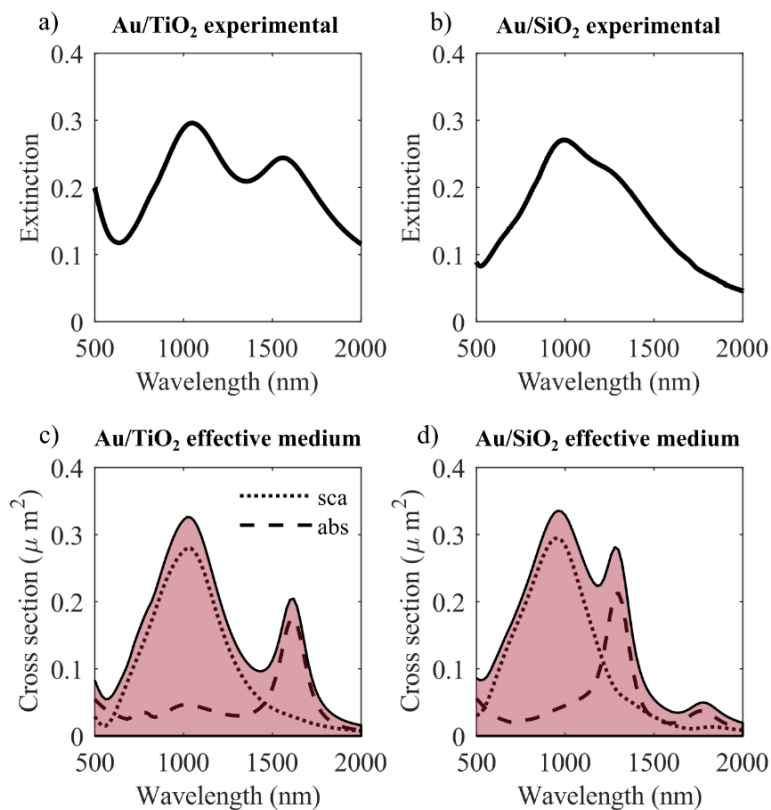 a) Au/TiO₂ experimental
0.4
0.3
0.2
0.1
0
Extinction
500 1000 1500 2000
Wavelength (nm)
b) Au/SiO₂ experimental
0.4
0.3
0.2
0.1
0
Extinction
500 1000 1500 2000
Wavelength (nm)
c) Au/TiO₂ effective medium
0.4
0.3
0.2
0.1
0
Cross section (μ m²)
sca
abs
500 1000 1500 2000
Wavelength (nm)
d) Au/SiO₂ effective medium
0.4
0.3
0.2
0.1
0
Cross section (μ m²)
500 1000 1500 2000
Wavelength (nm)